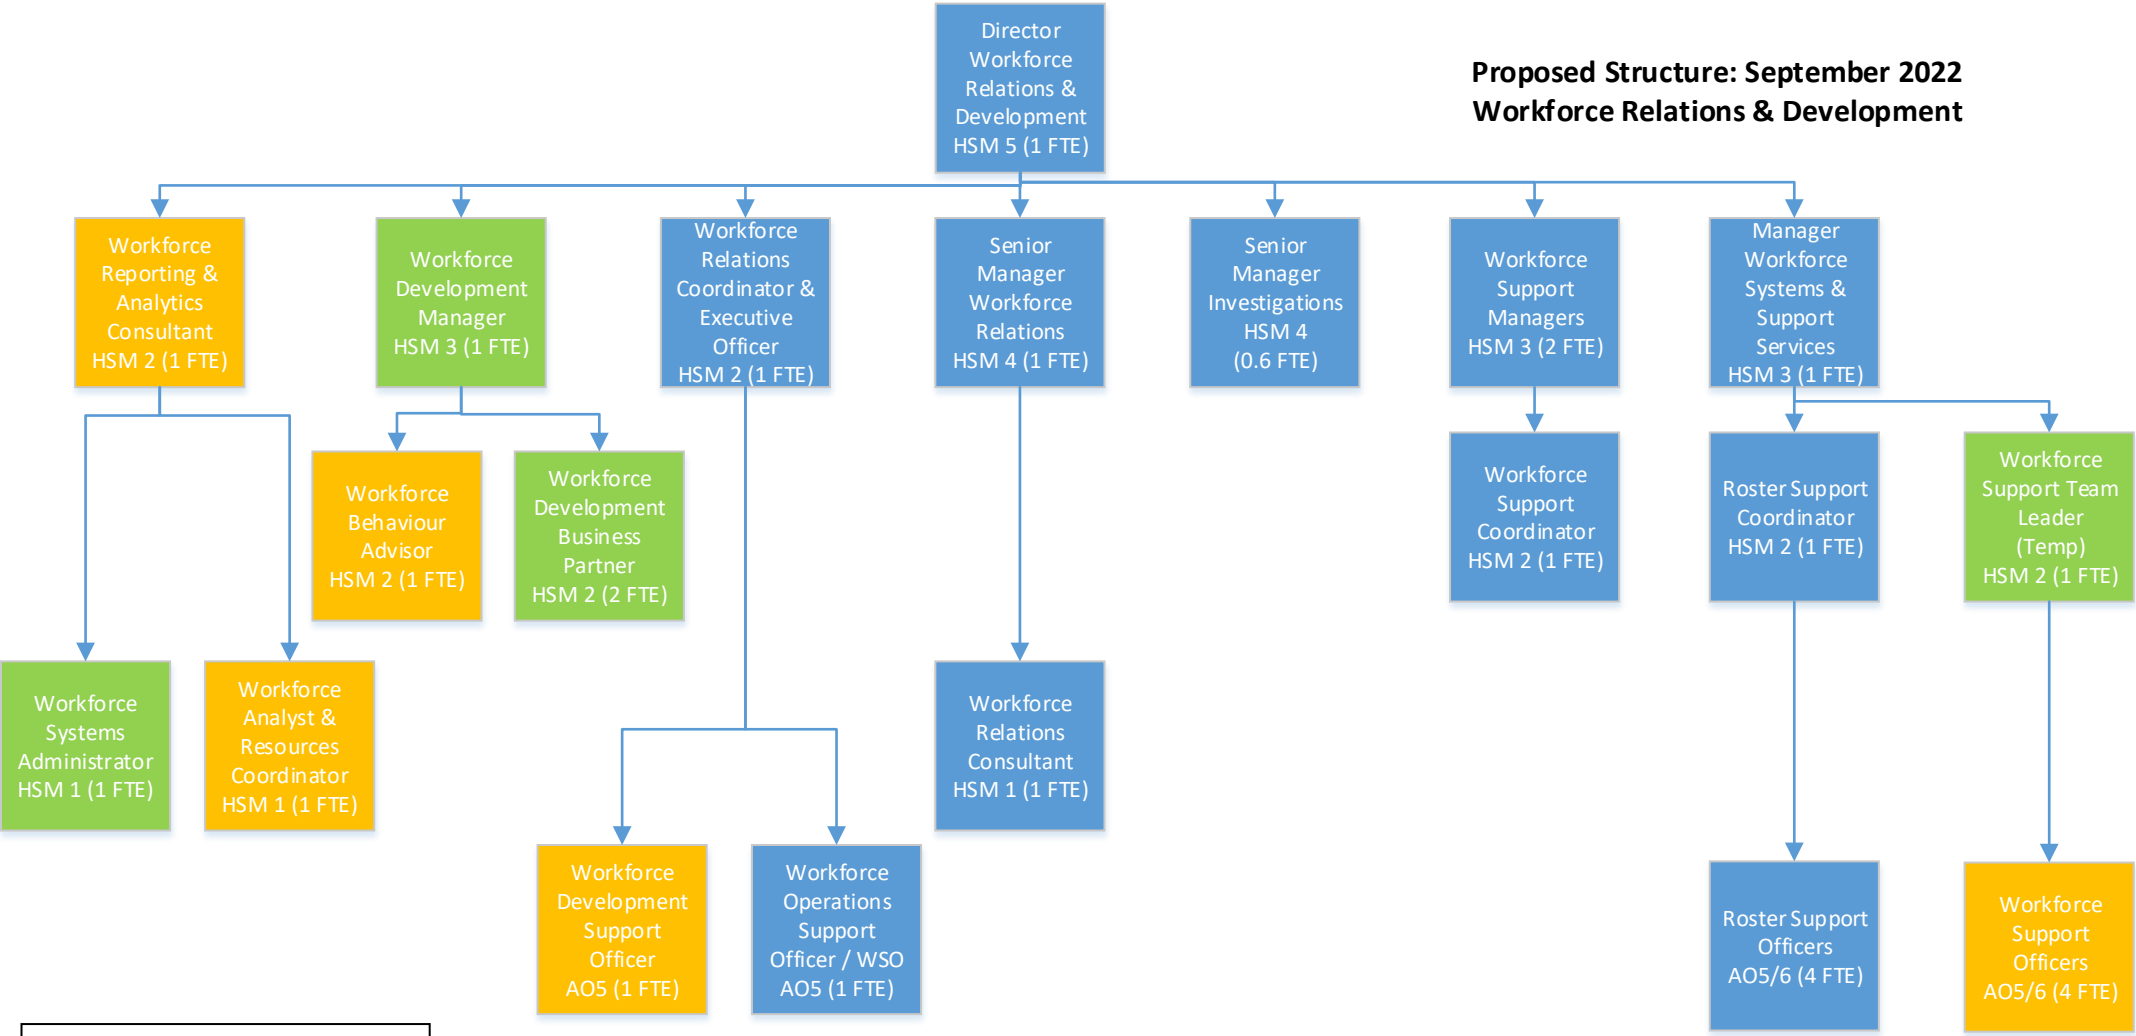 Director
Workforce
Relations &
Development
HSM 5 (1 FTE)
Proposed Structure: September 2022
Workforce Relations & Development
Workforce
Reporting &
Analytics
Consultant
HSM 2 (1 FTE)
Workforce
Development
Manager
HSM 3 (1 FTE)
Workforce
Relations
Coordinator &
Executive
Officer
HSM 2 (1 FTE)
Senior
Manager
Workforce
Relations
HSM 4 (1 FTE)
Senior
Manager
Investigations
HSM 4
(0.6 FTE)
Workforce
Support
Managers
HSM 3 (2 FTE)
Manager
Workforce
Systems &
Support
Services
HSM 3 (1 FTE)
Workforce
Behaviour
Advisor
HSM 2 (1 FTE)
Workforce
Development
Business
Partner
HSM 2 (2 FTE)
Workforce
Support
Coordinator
HSM 2 (1 FTE)
Roster Support
Coordinator
HSM 2 (1 FTE)
Workforce
Support Team
Leader
(Temp)
HSM 2 (1 FTE)
Workforce
Systems
Administrator
HSM 1 (1 FTE)
Workforce
Analyst &
Resources
Coordinator
HSM 1 (1 FTE)
Workforce
Relations
Consultant
HSM 1 (1 FTE)
Workforce
Development
Support
Officer
AO5 (1 FTE)
Workforce
Operations
Support
Officer / WSO
AO5 (1 FTE)
Roster Support
Officers
AO5/6 (4 FTE)
Workforce
Support
Officers
AO5/6 (4 FTE)